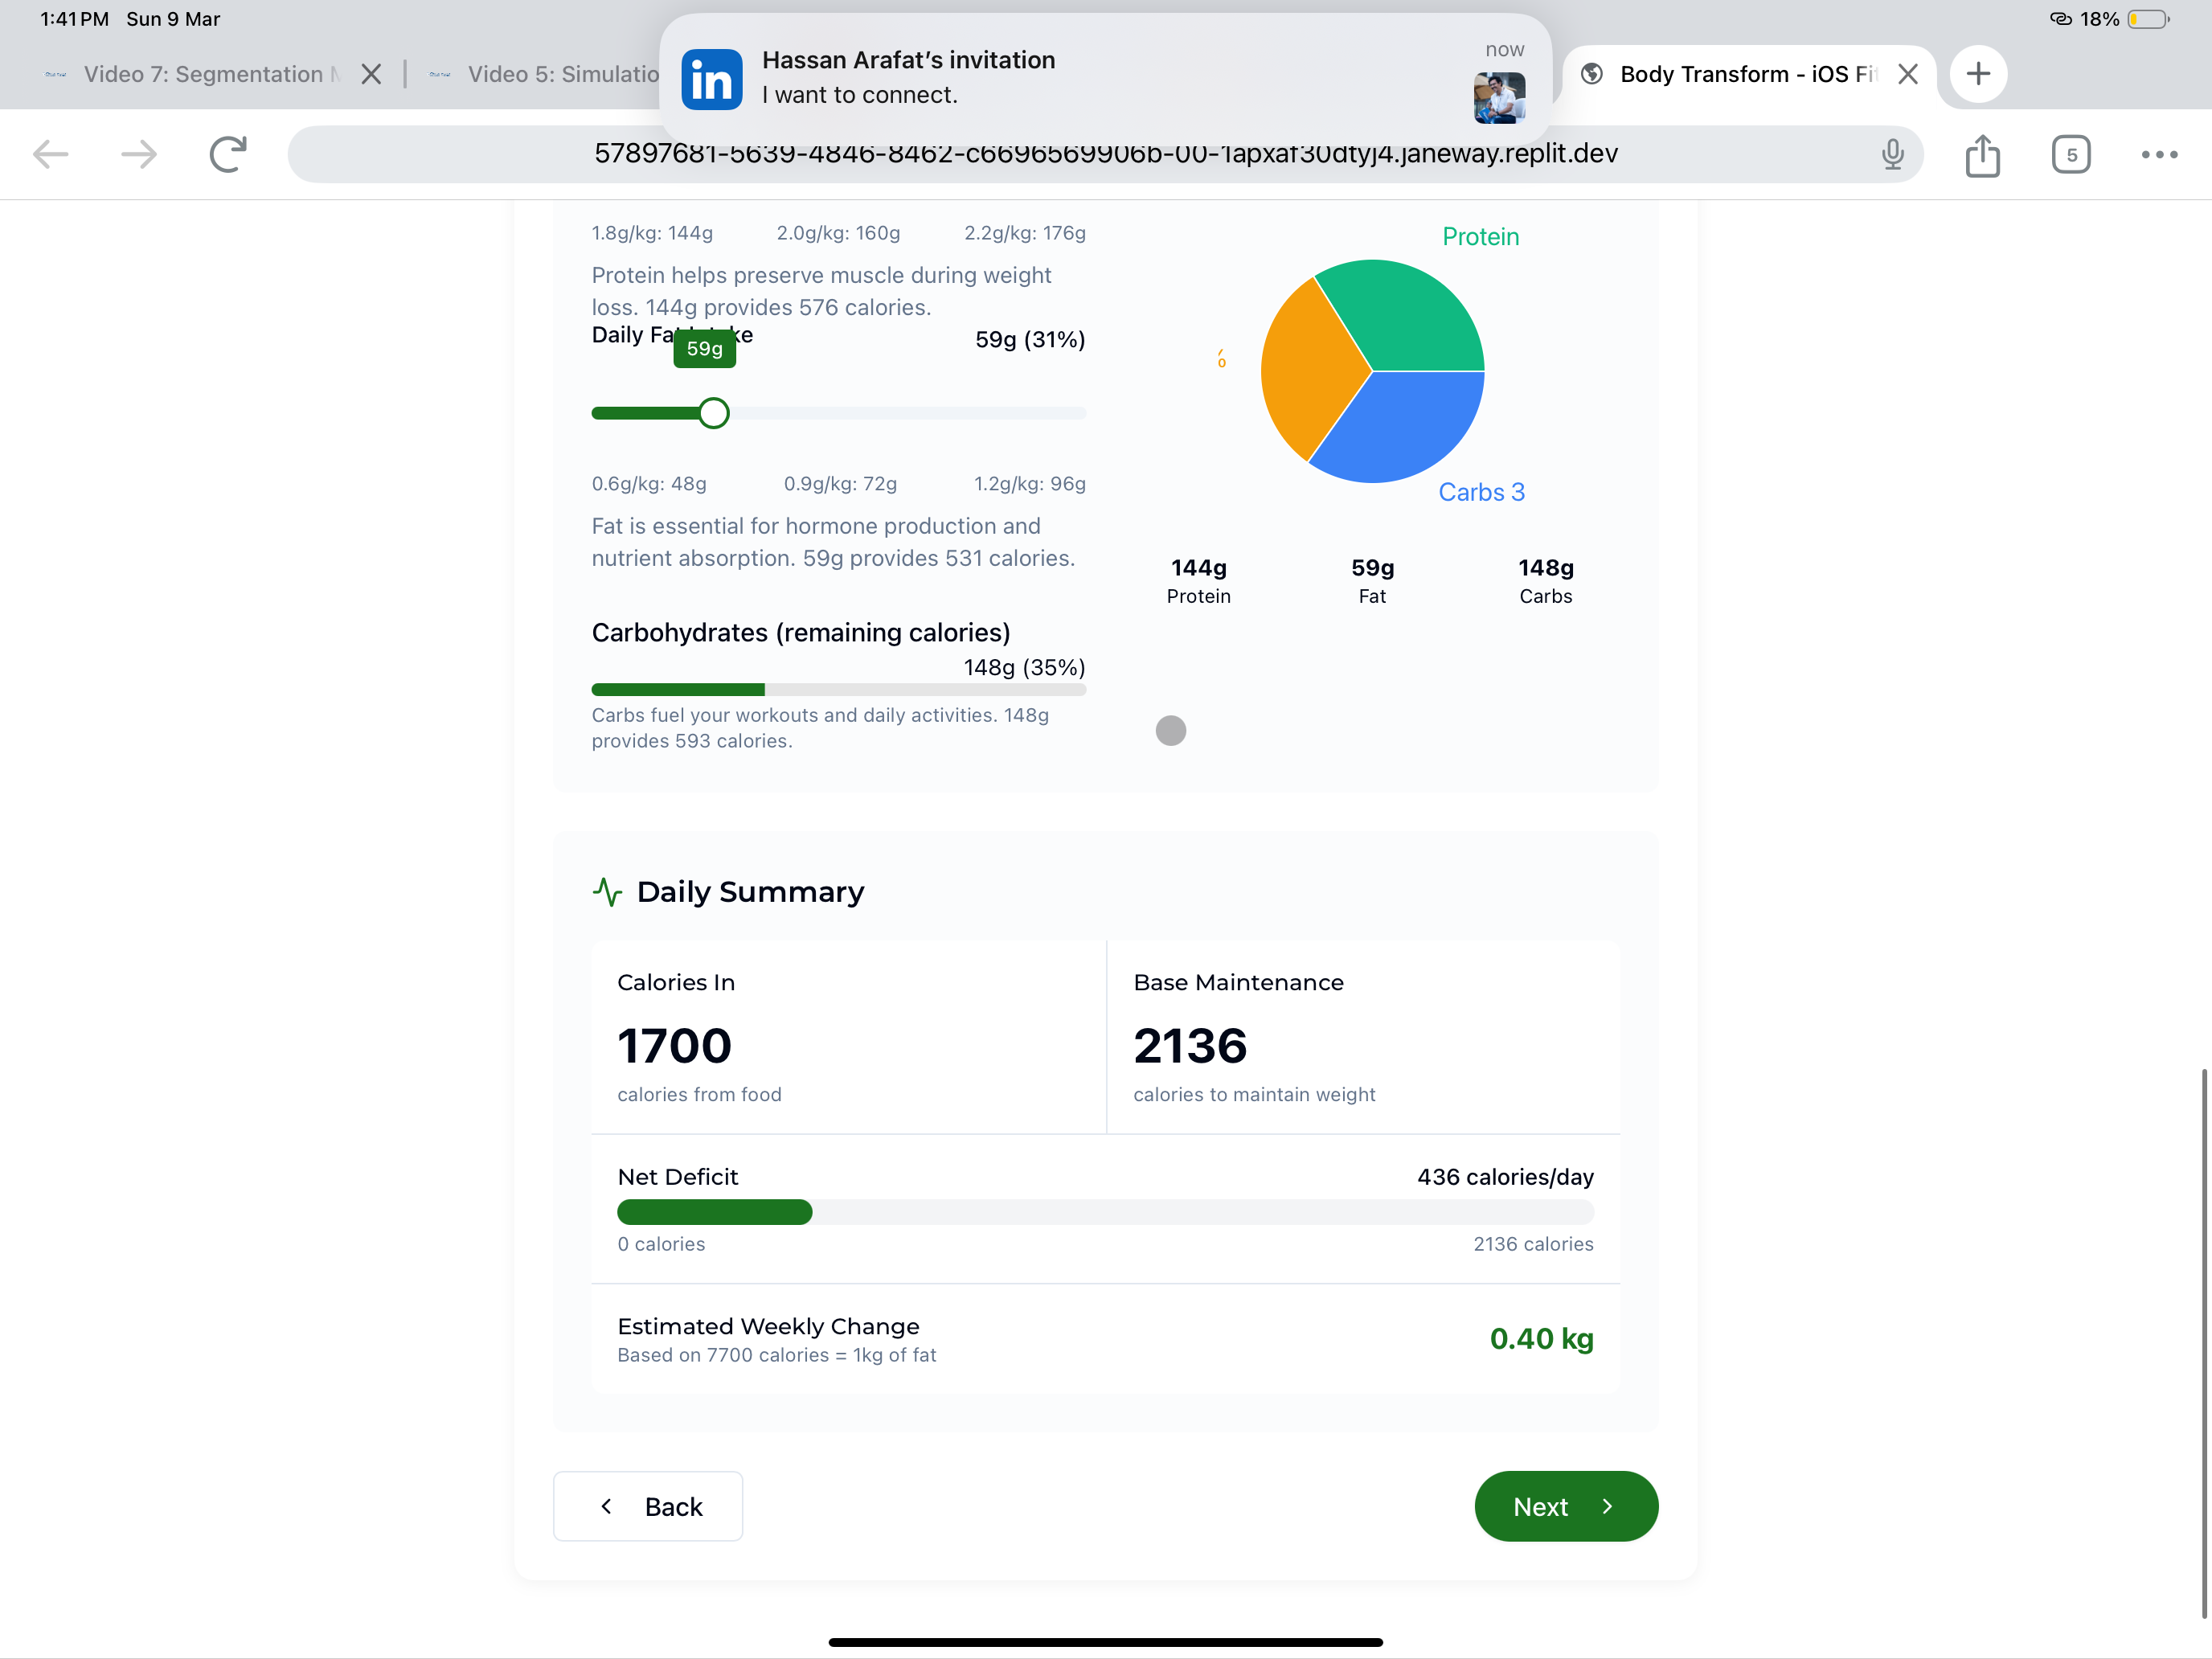 1:41 PM Sun 9 Mar
18%
Hassan Arafat’s invitation
now
I want to connect.
in
Video 7: Segmentation
Video 5: Simulatio
Body Transform - iOS Fi
57897681-5639-4846-8462-c6696569906b-00-1apxaf30dtyj4.janeway.replit.dev
5
1.8g/kg: 144g 2.0g/kg: 160g 2.2g/kg: 176g
Protein helps preserve muscle during weight
loss. 144g provides 576 calories.
Daily Fat Intake
59g (31%)
59g
0.6g/kg: 48g 0.9g/kg: 72g 1.2g/kg: 96g
Fat is essential for hormone production and
nutrient absorption. 59g provides 531 calories.
Carbohydrates (remaining calories)
148g (35%)
Carbs fuel your workouts and daily activities. 148g
provides 593 calories.
Protein
%
Carbs 3
144g 59g 148g
Protein Fat Carbs
Daily Summary
Calories In
1700
calories from food
Base Maintenance
2136
calories to maintain weight
Net Deficit
436 calories/day
0 calories
2136 calories
Estimated Weekly Change
Based on 7700 calories = 1kg of fat
0.40 kg
Back
Next